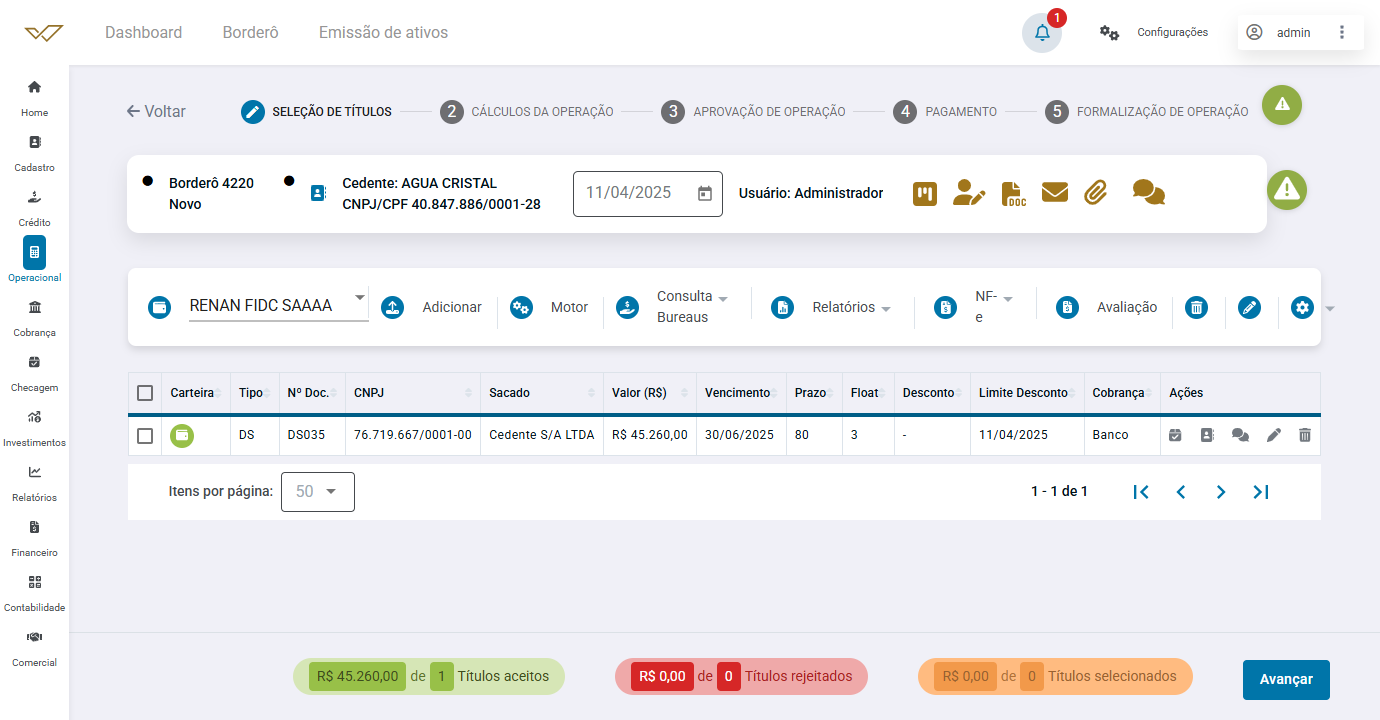 Dashboard Borderô Emissão de ativos 1 Configurações admin
Home
Cadastro
Crédito
Operacional
Cobrança
Checagem
Investimentos
Relatórios
Financeiro
Contabilidade
Comercial
Voltar SELEÇÃO DE TÍTULOS 2 CÁLCULOS DA OPERAÇÃO 3 APROVAÇÃO DE OPERAÇÃO 4 PAGAMENTO 5 FORMALIZAÇÃO DE OPERAÇÃO
Borderô 4220
Novo
Cedente: AGUA CRISTAL
CNPJ/CPF 40.847.886/0001-28
11/04/2025
Usuário: Administrador
DOC
RENAN FIDC SAAAA
Adicionar
Motor
Consulta
Bureaus
Relatórios
NF-
e
Avaliação
Carteira Tipo Nº Doc. CNPJ Sacado Valor (R$) Vencimento Prazo Float Desconto Limite Desconto Cobrança Ações
DS DS035 76.719.667/0001-00 Cedente S/A LTDA R$ 45.260,00 30/06/2025 80 3 - 11/04/2025 Banco
Itens por página: 50 1 - 1 de 1
R$ 45.260,00 de 1 Títulos aceitos
R$ 0,00 de 0 Títulos rejeitados
R$ 0,00 de 0 Títulos selecionados
Avançar